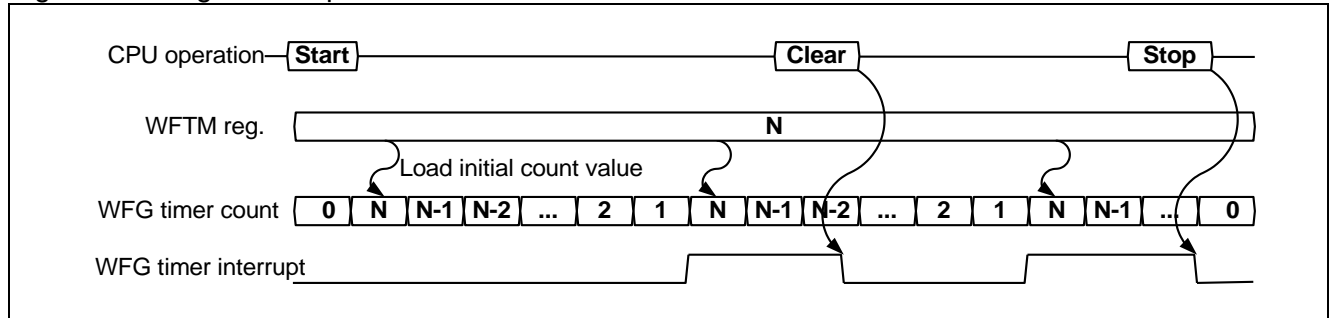 CPU operation Start Clear Stop
WFTM reg. N
Load initial count value
WFG timer count 0 N N-1 N-2 ... 2 1 N N-1 N-2 ... 2 1 N N-1 ... 0
WFG timer interrupt